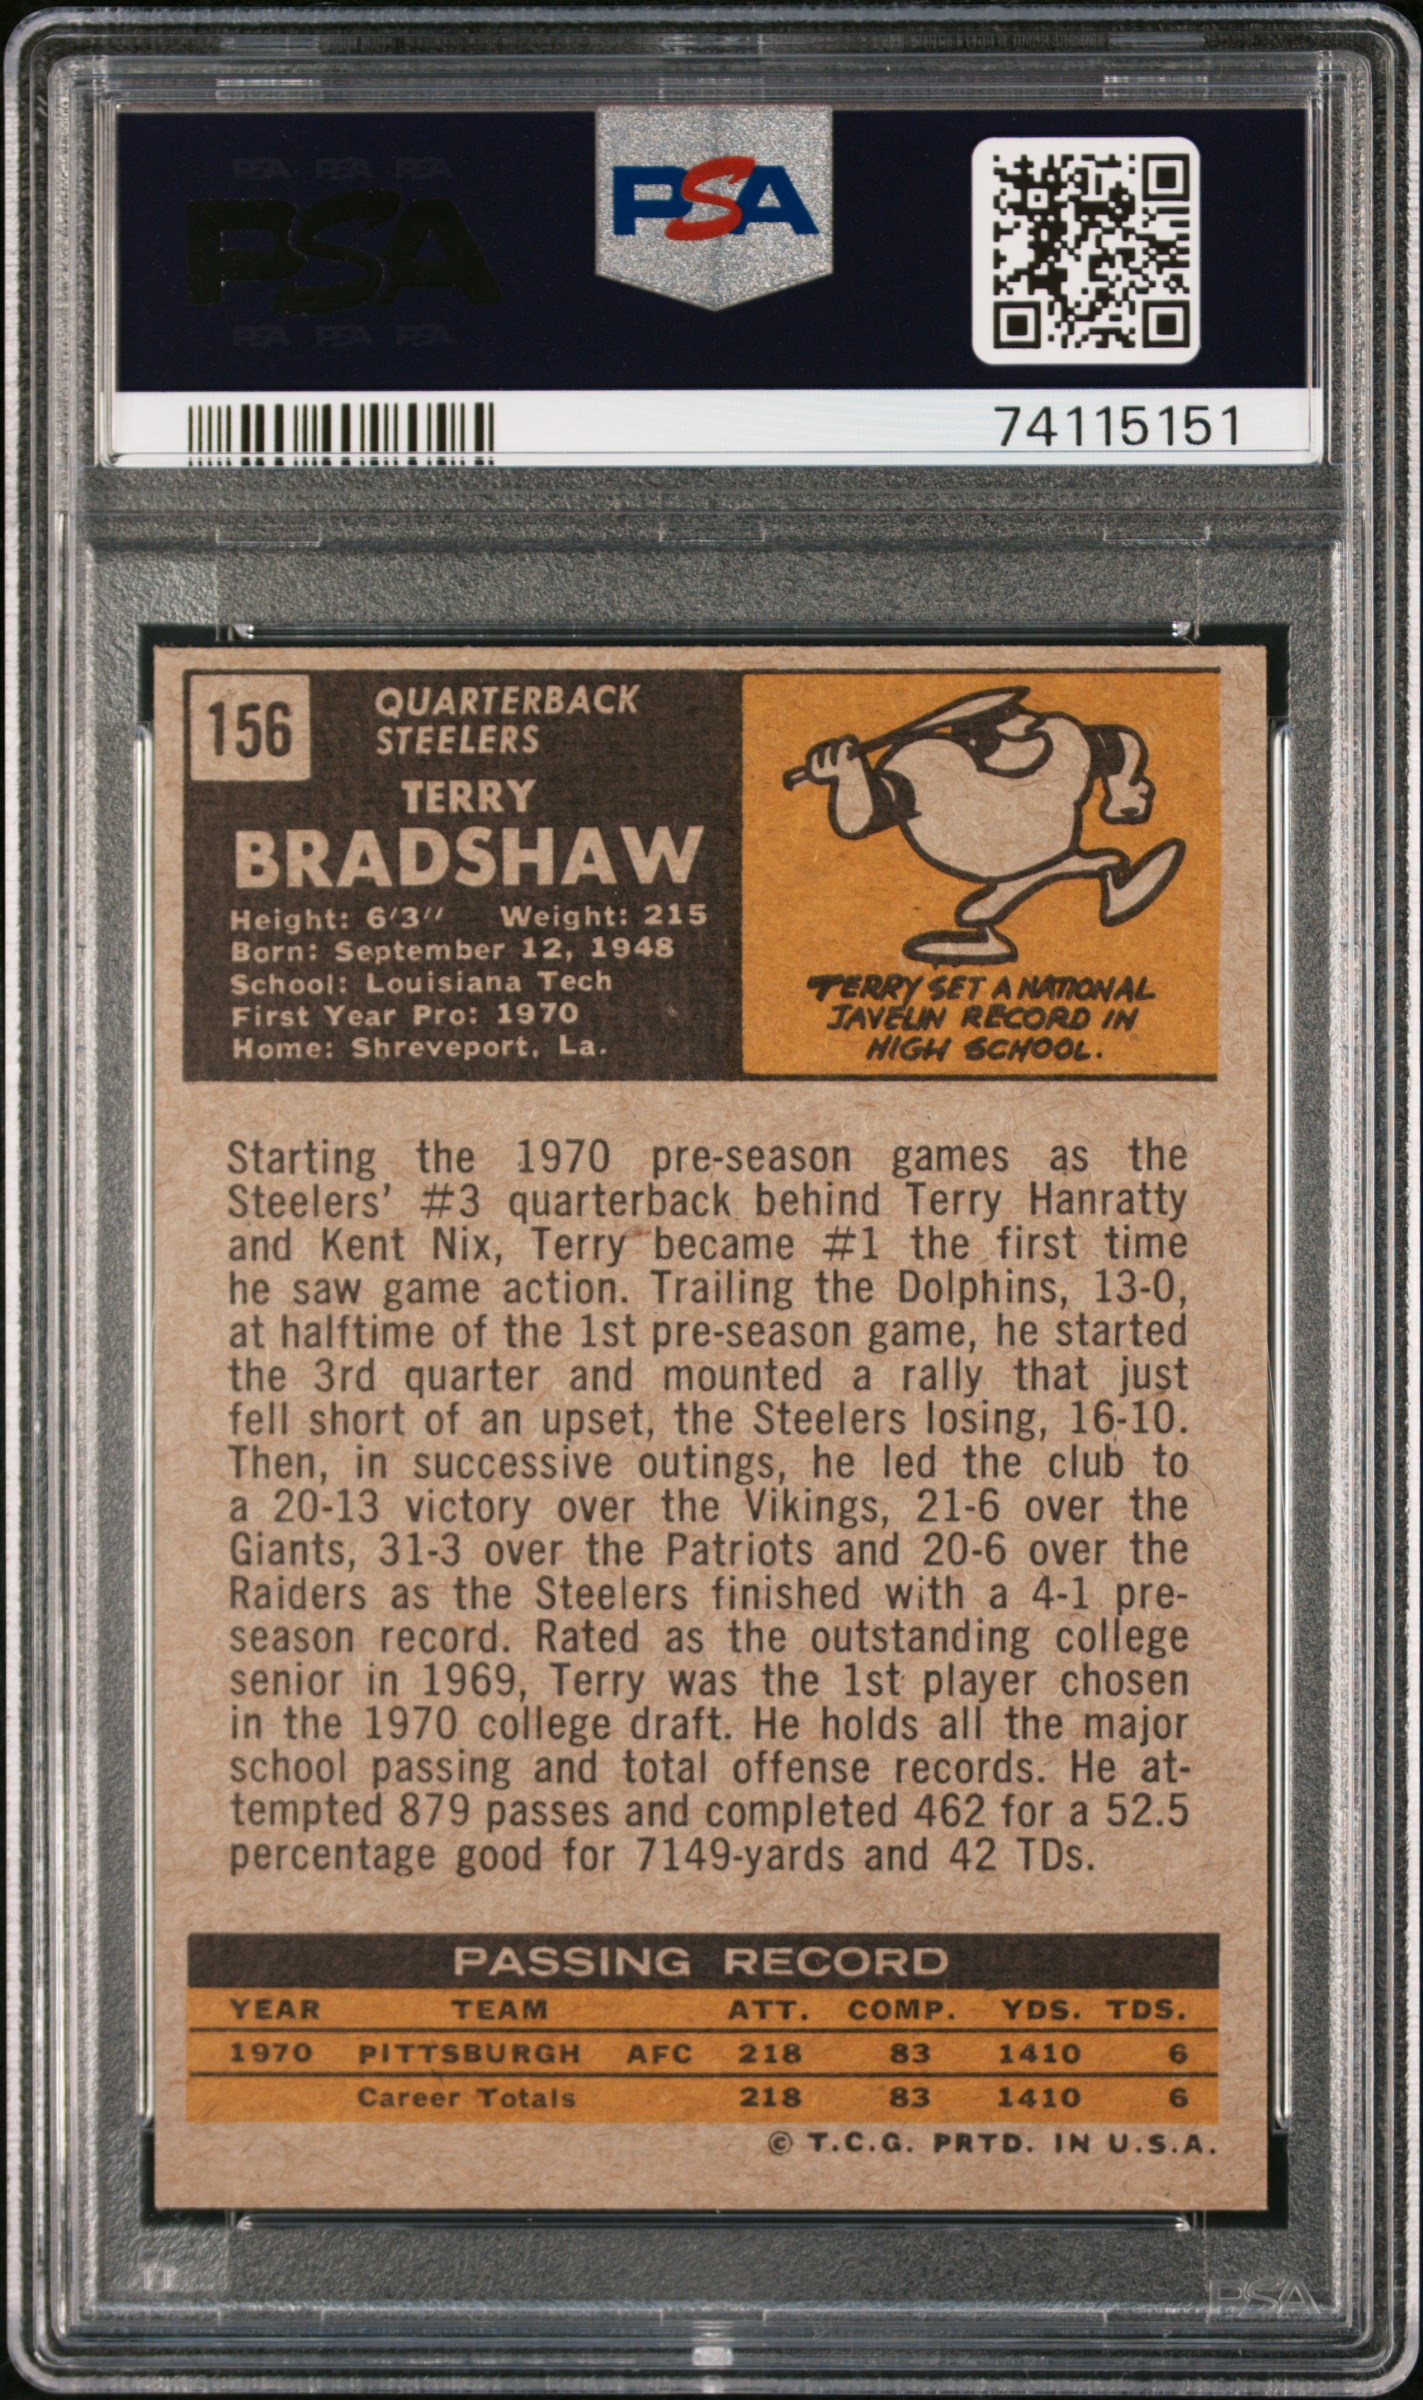 PSA PSA PSA
PSA
PSA PSA PSA
PSA
74115151
156
QUARTERBACK
STEELERS
TERRY
BRADSHAW
Height: 6'3" Weight: 215
Born: September 12, 1948
School: Louisiana Tech
First Year Pro: 1970
Home: Shreveport, La.
TERRY SET A NATIONAL
JAVELIN RECORD IN
HIGH SCHOOL.
Starting the 1970 pre-season games as the
Steelers' #3 quarterback behind Terry Hanratty
and Kent Nix, Terry became #1 the first time
he saw game action. Trailing the Dolphins, 13-0,
at halftime of the 1st pre-season game, he started
the 3rd quarter and mounted a rally that just
fell short of an upset, the Steelers losing, 16-10.
Then, in successive outings, he led the club to
a 20-13 victory over the Vikings, 21-6 over the
Giants, 31-3 over the Patriots and 20-6 over the
Raiders as the Steelers finished with a 4-1 pre-
season record. Rated as the outstanding college
senior in 1969, Terry was the 1st player chosen
in the 1970 college draft. He holds all the major
school passing and total offense records. He at-
tempted 879 passes and completed 462 for a 52.5
percentage good for 7149-yards and 42 TDs.
PASSING RECORD
YEAR TEAM ATT. COMP. YDS. TDS.
1970 PITTSBURGH AFC 218 83 1410 6
Career Totals 218 83 1410 6
© T.C.G. PRTD. IN U.S.A.
PSA